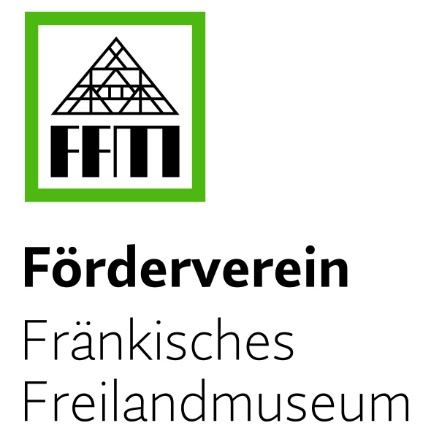 FFM
Förderverein
Fränkisches
Freilandmuseum